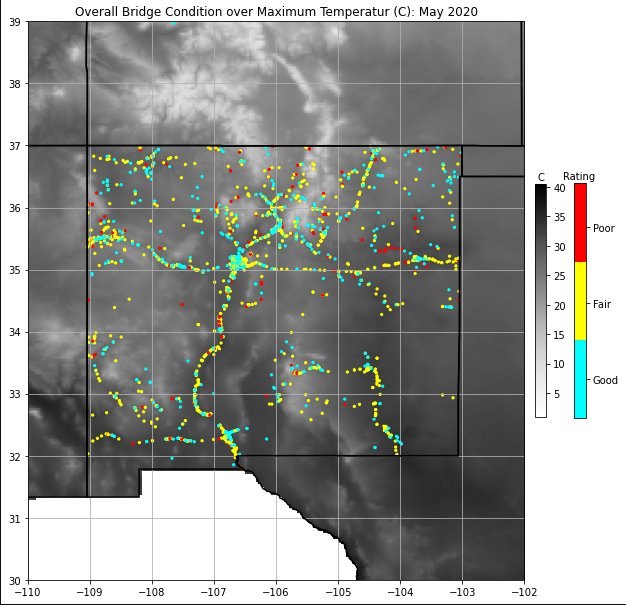 Overall Bridge Condition over Maximum Temperatur (C): May 2020
39
38
37
36
35
34
33
32
31
30
−110 −109 −108 −107 −106 −105 −104 −103 −102
C
40
35
30
25
20
15
10
5
Rating
Poor
Fair
Good